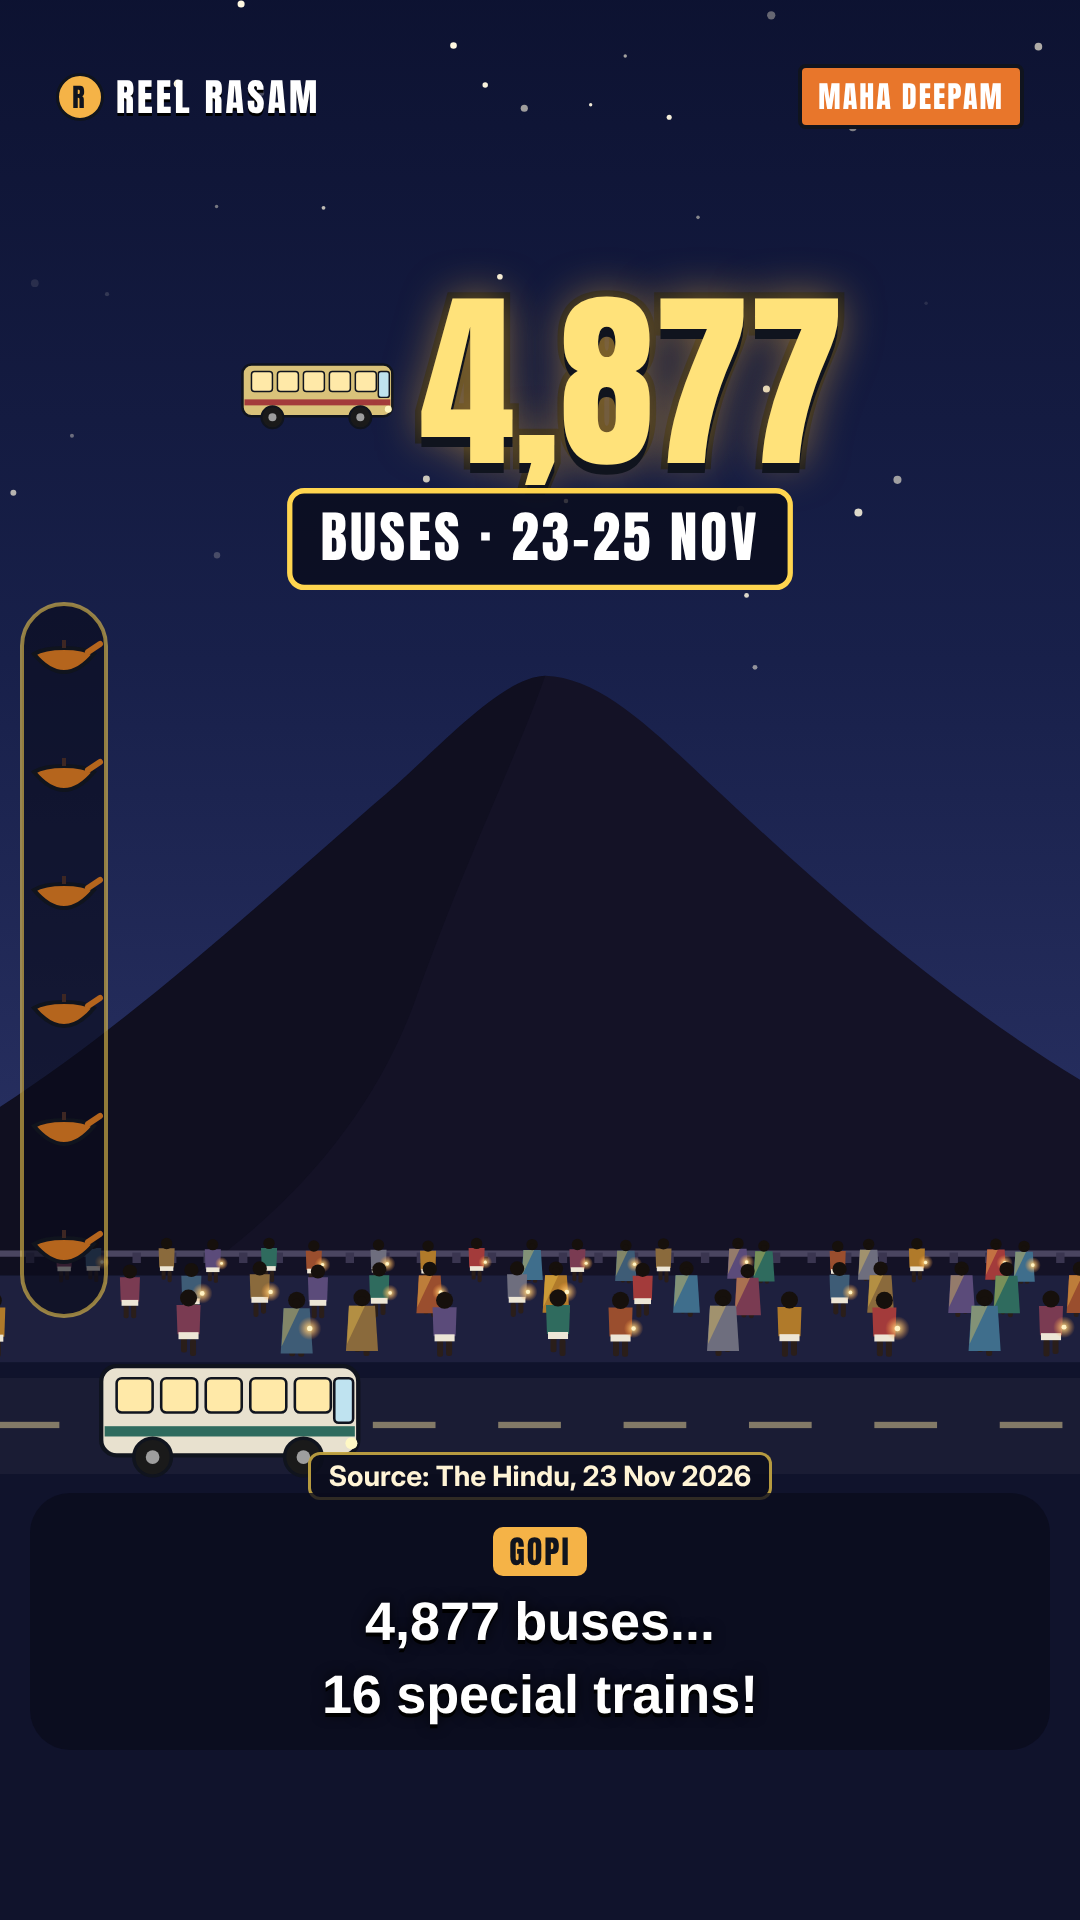 R REEL RASAM
MAHA DEEPAM
4,877
BUSES · 23-25 NOV
Source: The Hindu, 23 Nov 2026
GOPI
4,877 buses...
16 special trains!